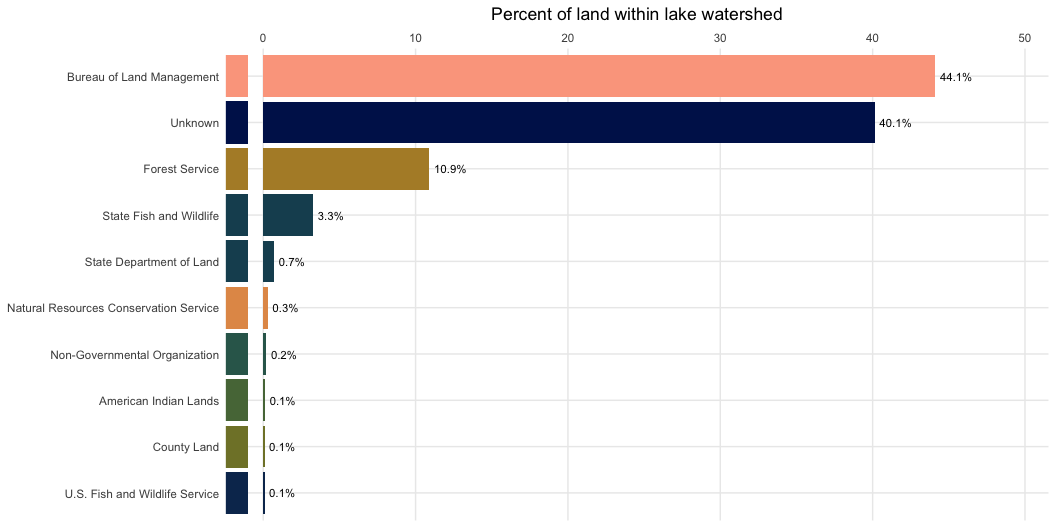 Percent of land within lake watershed
0 10 20 30 40 50
Bureau of Land Management 44.1%
Unknown 40.1%
Forest Service 10.9%
State Fish and Wildlife 3.3%
State Department of Land 0.7%
Natural Resources Conservation Service 0.3%
Non-Governmental Organization 0.2%
American Indian Lands 0.1%
County Land 0.1%
U.S. Fish and Wildlife Service 0.1%